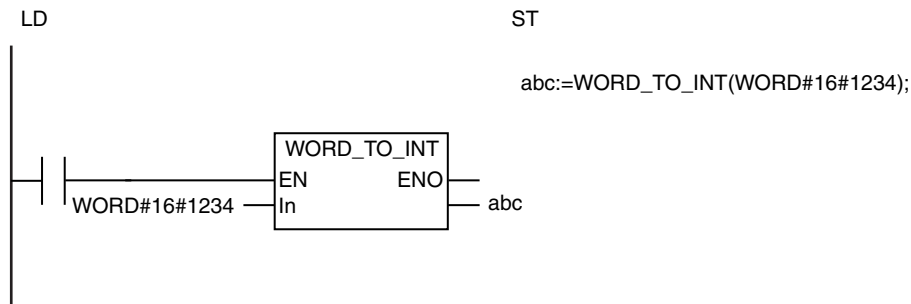 LD
ST
abc:=WORD_TO_INT(WORD#16#1234);
WORD_TO_INT
EN ENO
WORD#16#1234 In abc